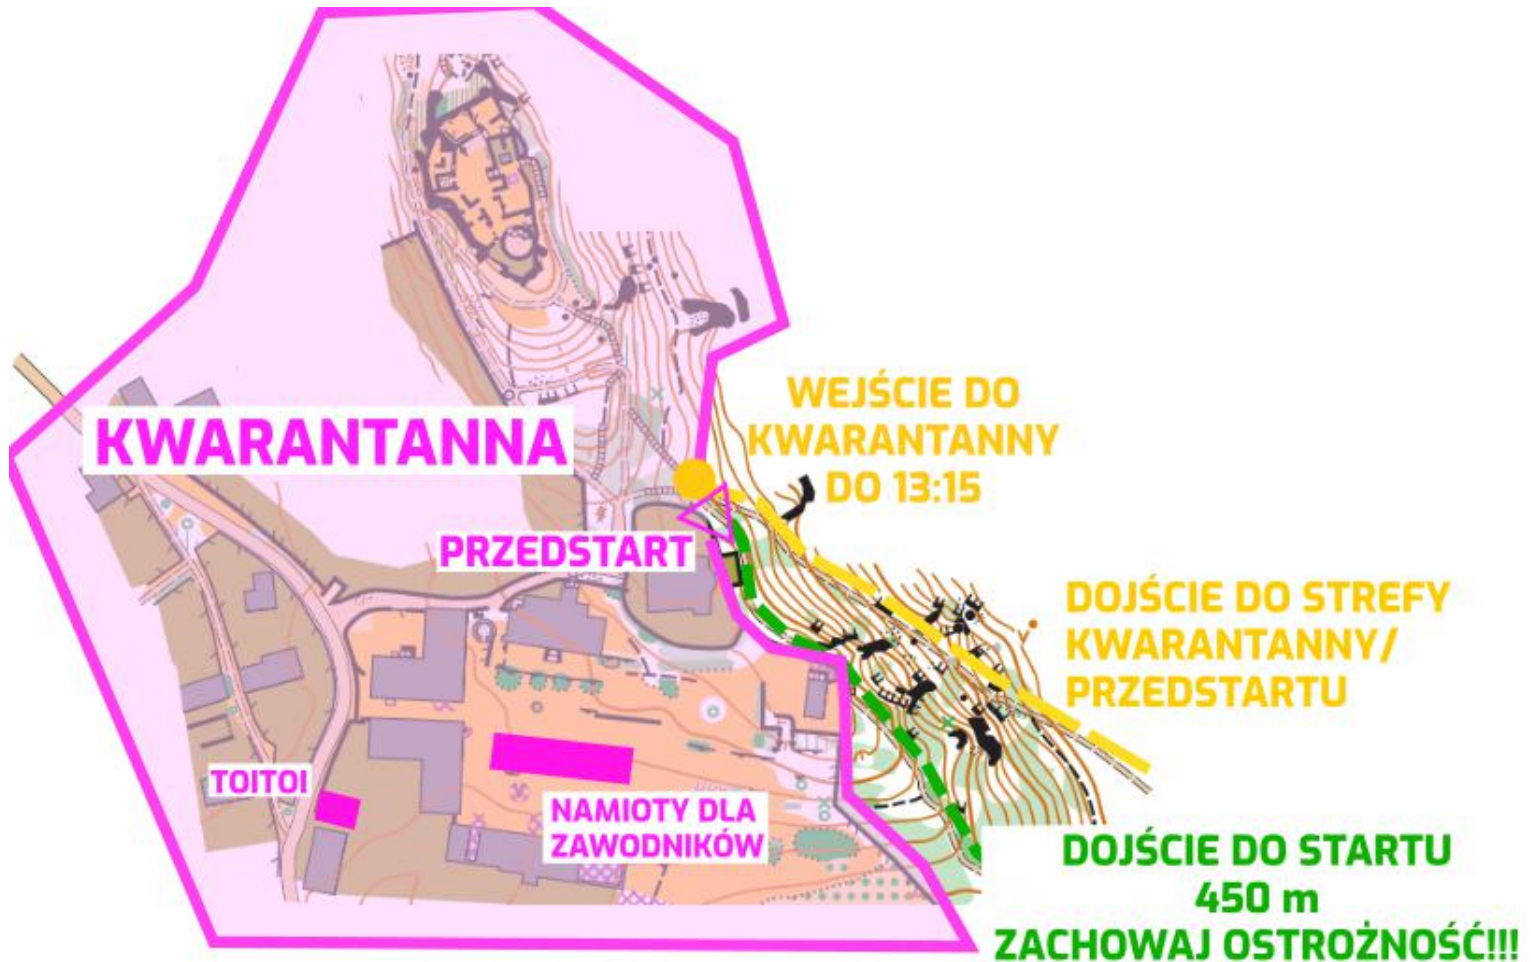 KWARANTANNA
WEJŚCIE DO
KWARANTANNY
DO 13:15
PRZEDSTART
DOJŚCIE DO STREFY
KWARANTANNY/
PRZEDSTARTU
TOITOI
NAMIOTY DLA
ZAWODNIKÓW
DOJŚCIE DO STARTU
450 m
ZACHOWAJ OSTROŻNOŚĆ!!!